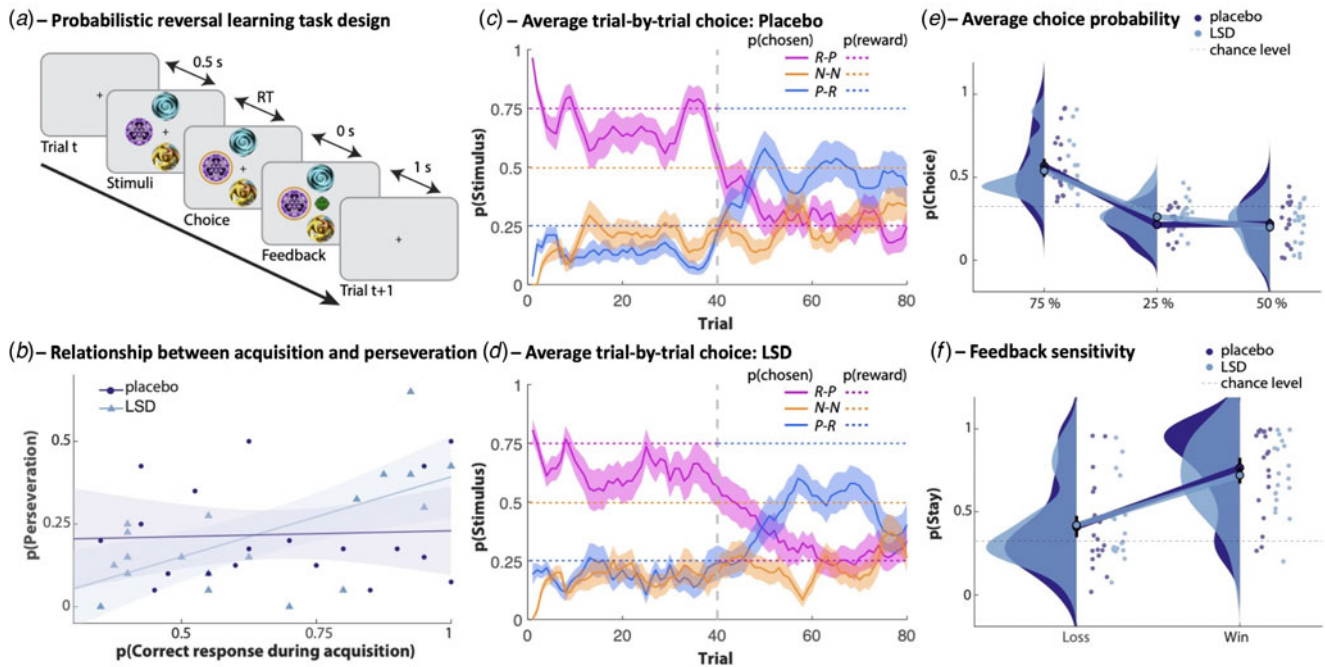 (a) – Probabilistic reversal learning task design
0.5 s
RT
0 s
1 s
Trial t
Stimuli
Choice
Feedback
Trial t+1
(b) – Relationship between acquisition and perseveration
placebo
LSD
p(Perseveration)
0.5
0.25
0
0.5
0.75
1
p(Correct response during acquisition)
(c) – Average trial-by-trial choice: Placebo
p(chosen) p(reward)
R-P
N-N
P-R
p(Stimulus)
1
0.75
0.5
0.25
0
0 20 40 60 80
Trial
(d) – Average trial-by-trial choice: LSD
p(chosen) p(reward)
R-P
N-N
P-R
p(Stimulus)
1
0.75
0.5
0.25
0
0 20 40 60 80
Trial
(e) – Average choice probability
placebo
LSD
chance level
p(Choice)
1
0.5
0
75 % 25 % 50 %
(f) – Feedback sensitivity
placebo
LSD
chance level
p(Stay)
1
0.5
0
Loss Win